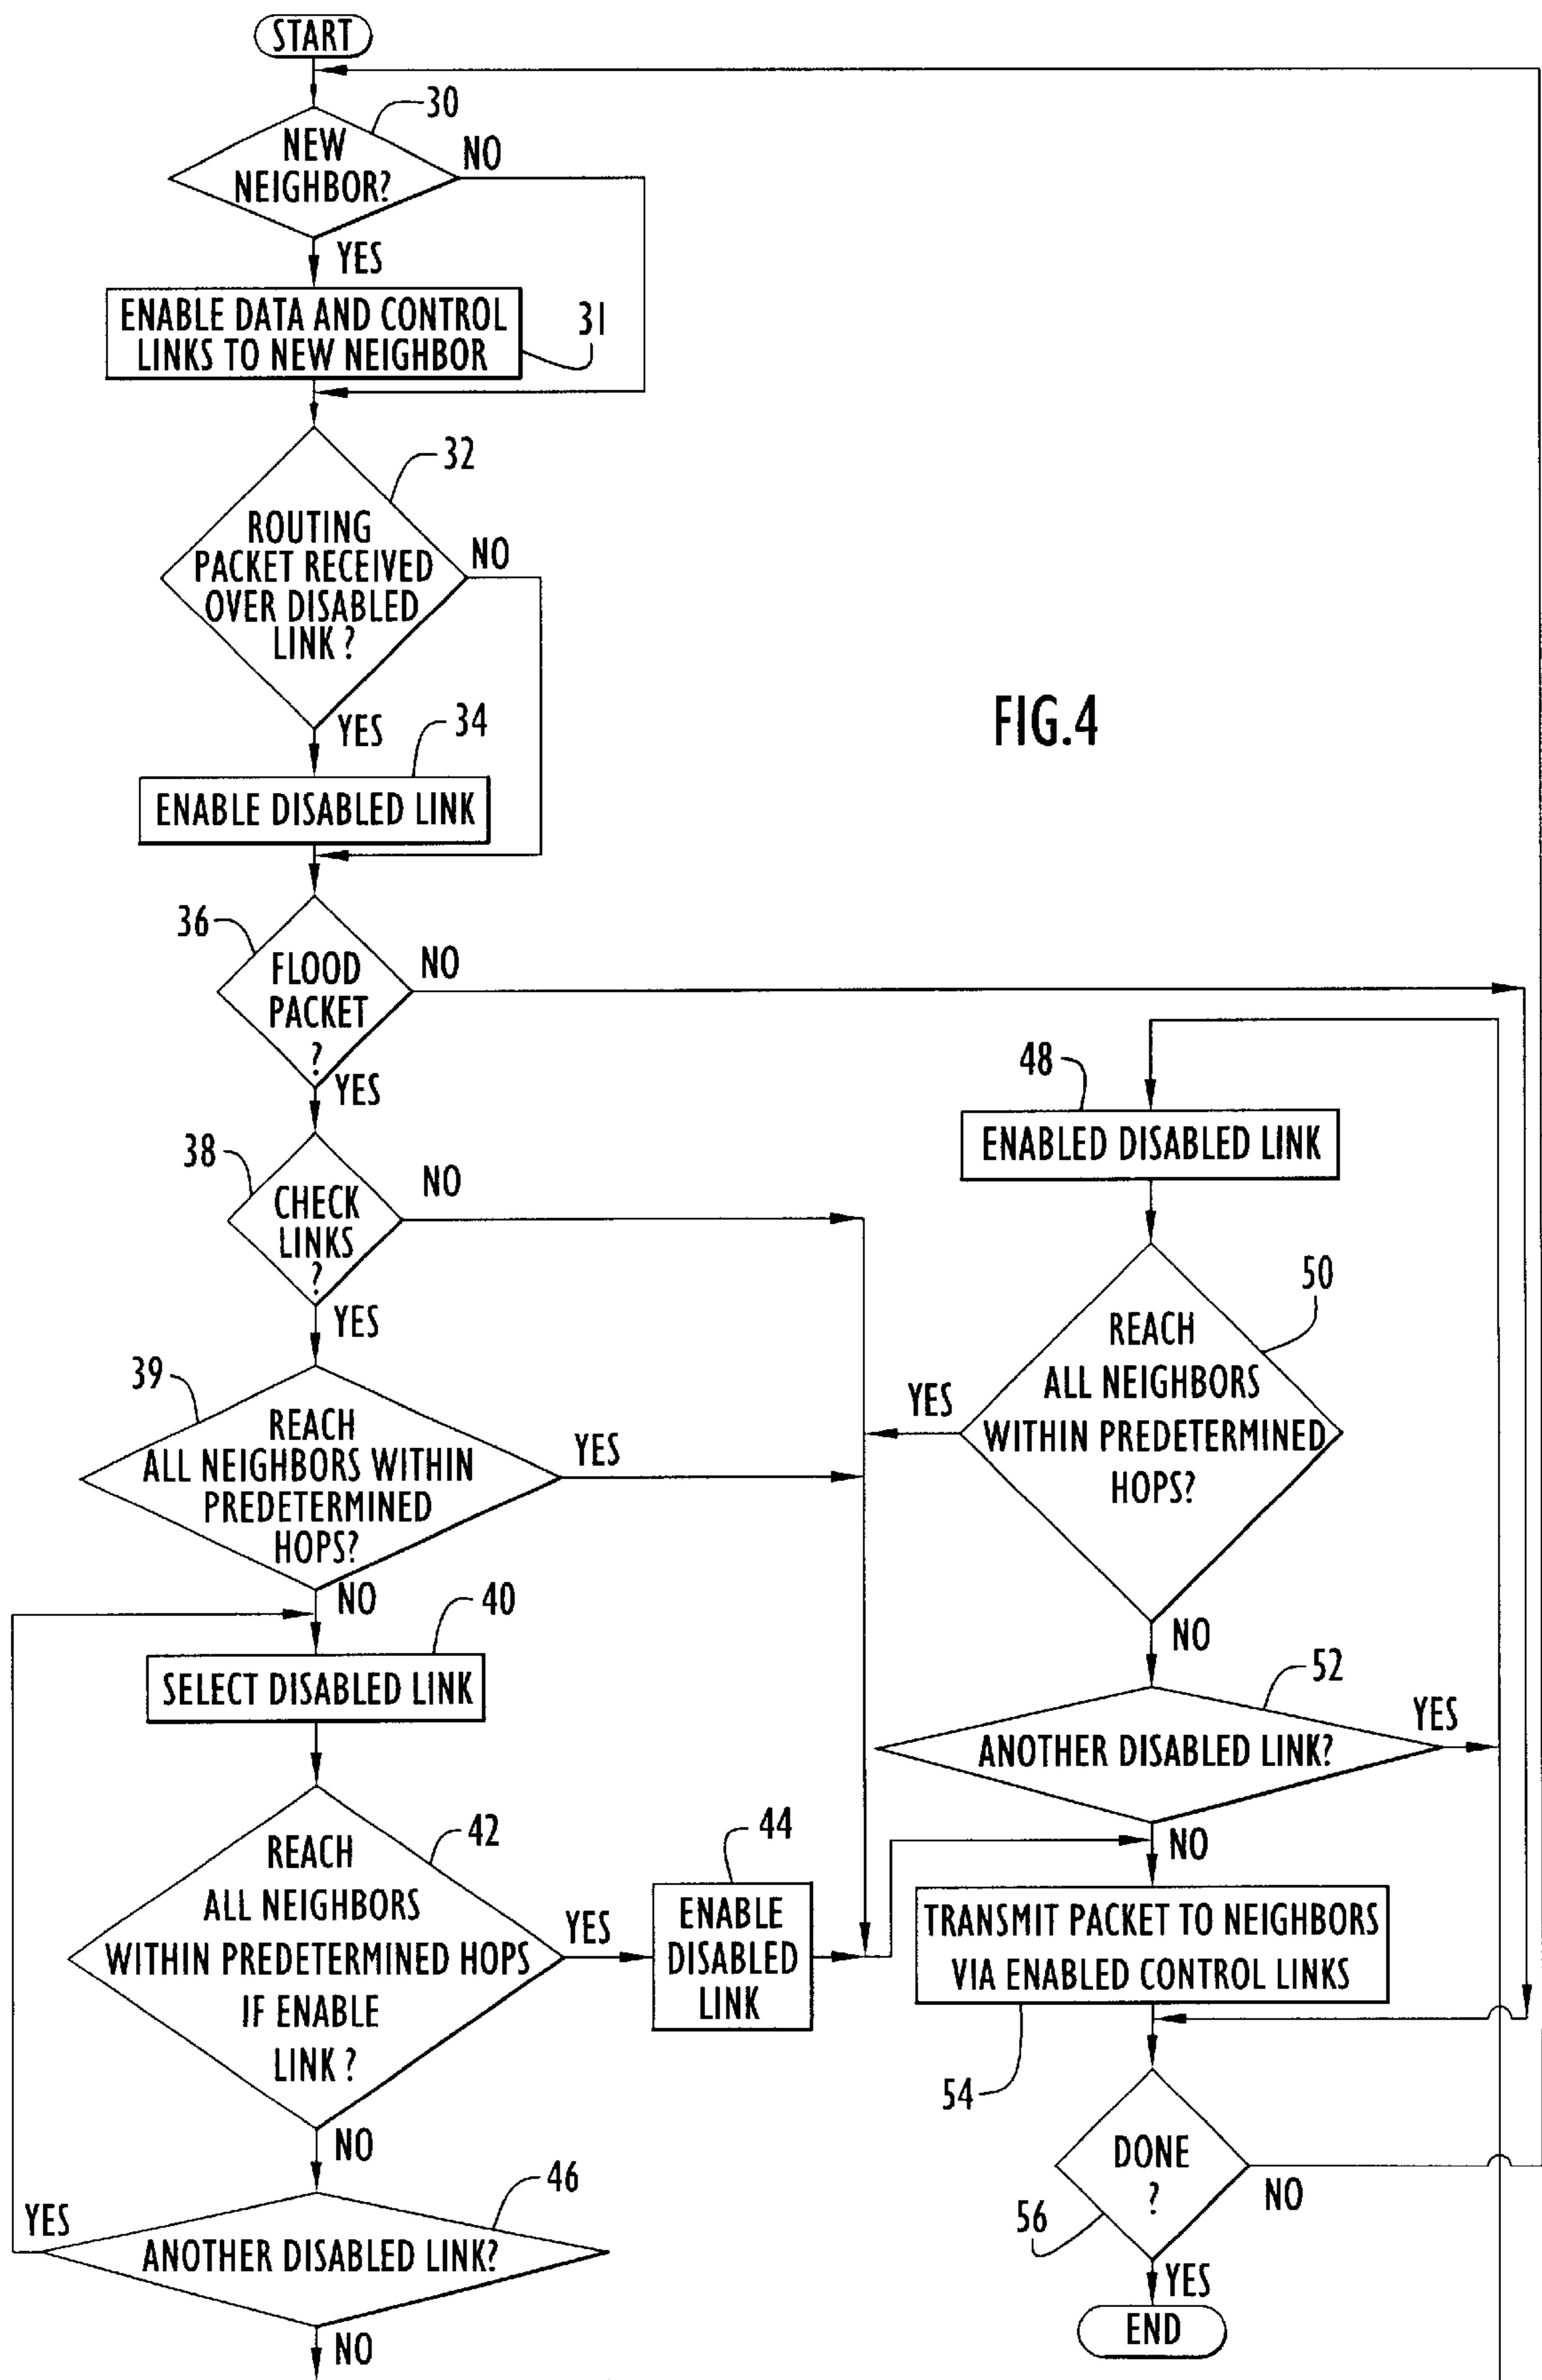 START
30
NEW
NEIGHBOR?
NO
YES
ENABLE DATA AND CONTROL
LINKS TO NEW NEIGHBOR
31
32
ROUTING
PACKET RECEIVED
OVER DISABLED
LINK ?
NO
YES
34
ENABLE DISABLED LINK
FIG.4
36
FLOOD
PACKET
?
NO
YES
38
CHECK
LINKS
?
NO
YES
39
REACH
ALL NEIGHBORS WITHIN
PREDETERMINED
HOPS?
YES
NO
40
SELECT DISABLED LINK
42
REACH
ALL NEIGHBORS
WITHIN PREDETERMINED HOPS
IF ENABLE
LINK ?
YES
NO
44
ENABLE
DISABLED
LINK
46
ANOTHER DISABLED LINK?
YES
NO
48
ENABLED DISABLED LINK
50
REACH
ALL NEIGHBORS
WITHIN PREDETERMINED
HOPS?
YES
NO
52
ANOTHER DISABLED LINK?
YES
NO
TRANSMIT PACKET TO NEIGHBORS
VIA ENABLED CONTROL LINKS
54
DONE
?
56
NO
YES
END